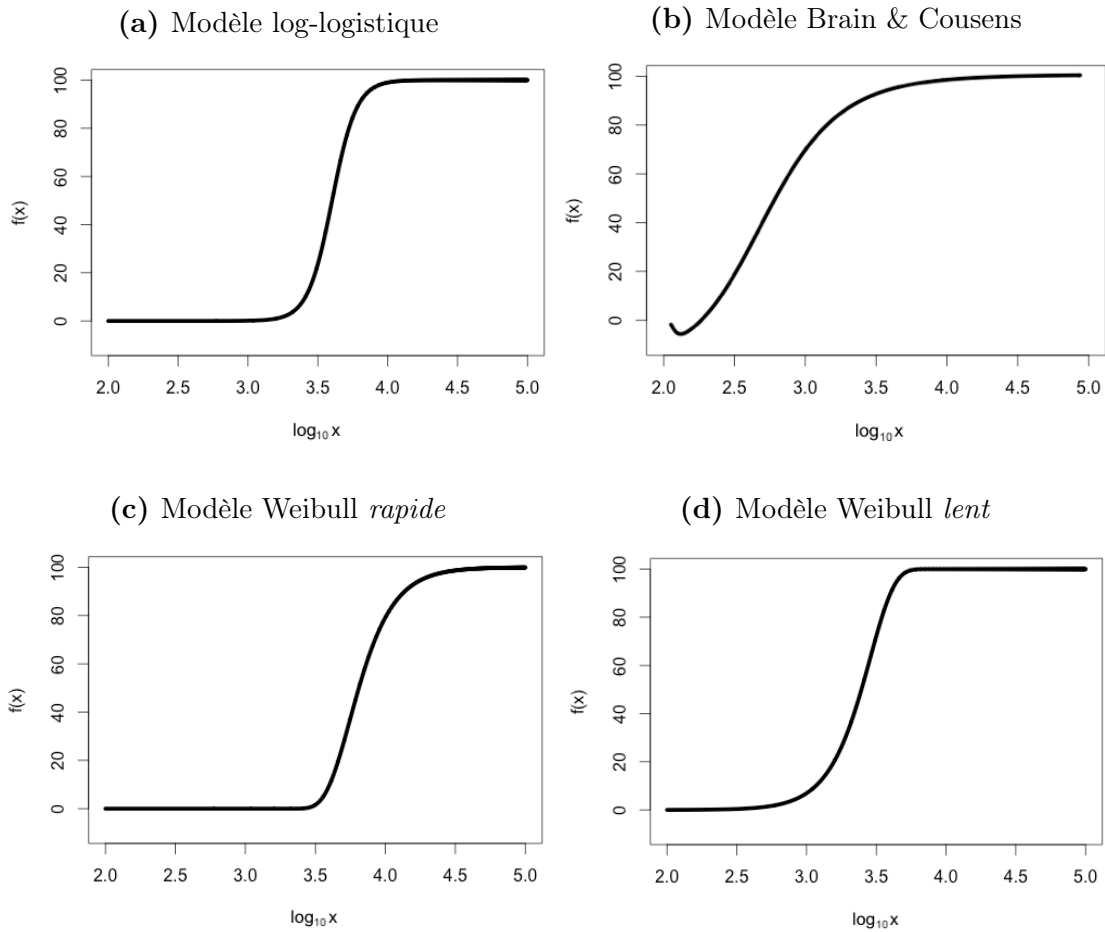 (a) Modèle log-logistique
(b) Modèle Brain & Cousens
f(x)
100
80
60
40
20
0
2.0 2.5 3.0 3.5 4.0 4.5 5.0
log₁₀ x
f(x)
100
80
60
40
20
0
2.0 2.5 3.0 3.5 4.0 4.5 5.0
log₁₀ x
(c) Modèle Weibull rapide
(d) Modèle Weibull lent
f(x)
100
80
60
40
20
0
2.0 2.5 3.0 3.5 4.0 4.5 5.0
log₁₀ x
f(x)
100
80
60
40
20
0
2.0 2.5 3.0 3.5 4.0 4.5 5.0
log₁₀ x